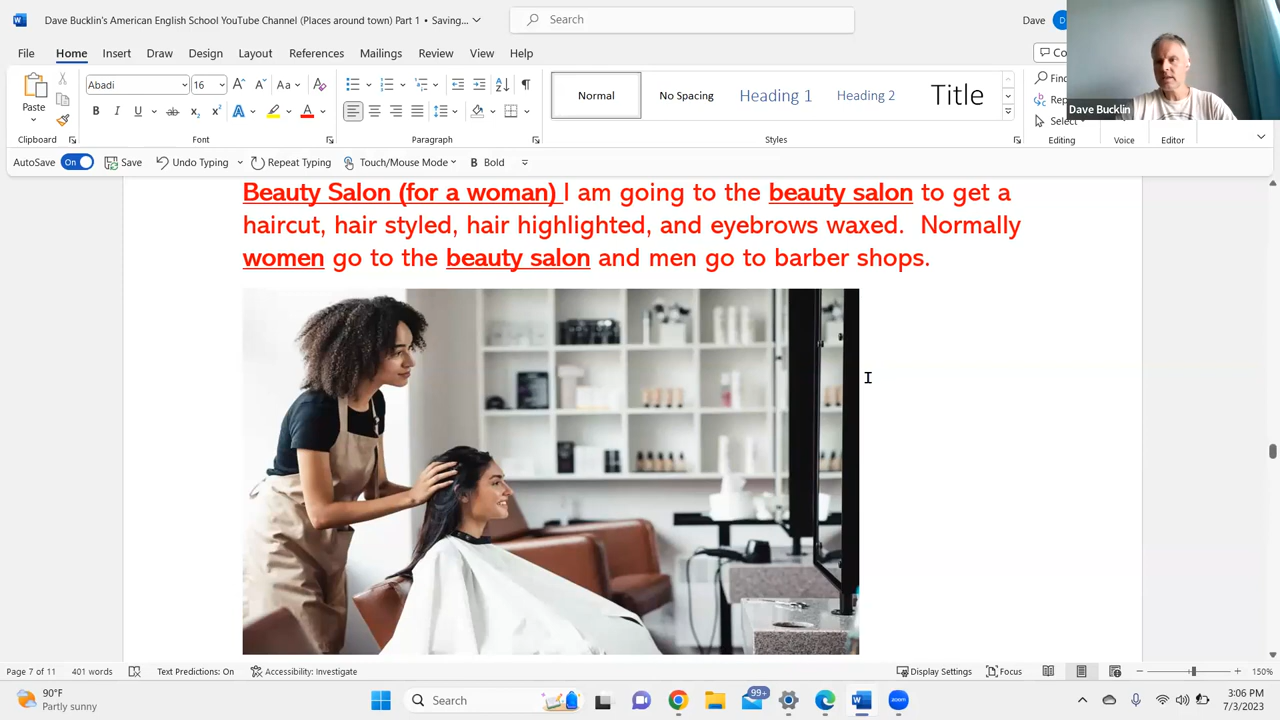 Dave Bucklin's American English School YouTube Channel (Places around town) Part 1 • Saving...
Search
Dave
File Home Insert Draw Design Layout References Mailings Review View Help
Paste
Abadi 16
Normal No Spacing Heading 1 Heading 2 Title
Select
Dave Bucklin
Clipboard Font Paragraph Styles Editing Voice Editor
AutoSave On Save Undo Typing Repeat Typing Touch/Mouse Mode B Bold
Beauty Salon (for a woman) I am going to the beauty salon to get a
haircut, hair styled, hair highlighted, and eyebrows waxed. Normally
women go to the beauty salon and men go to barber shops.
Page 7 of 11 401 words Text Predictions: On Accessibility: Investigate Display Settings Focus 150%
90°F
Partly sunny
Search
99+
zoom
3:06 PM
7/3/2023